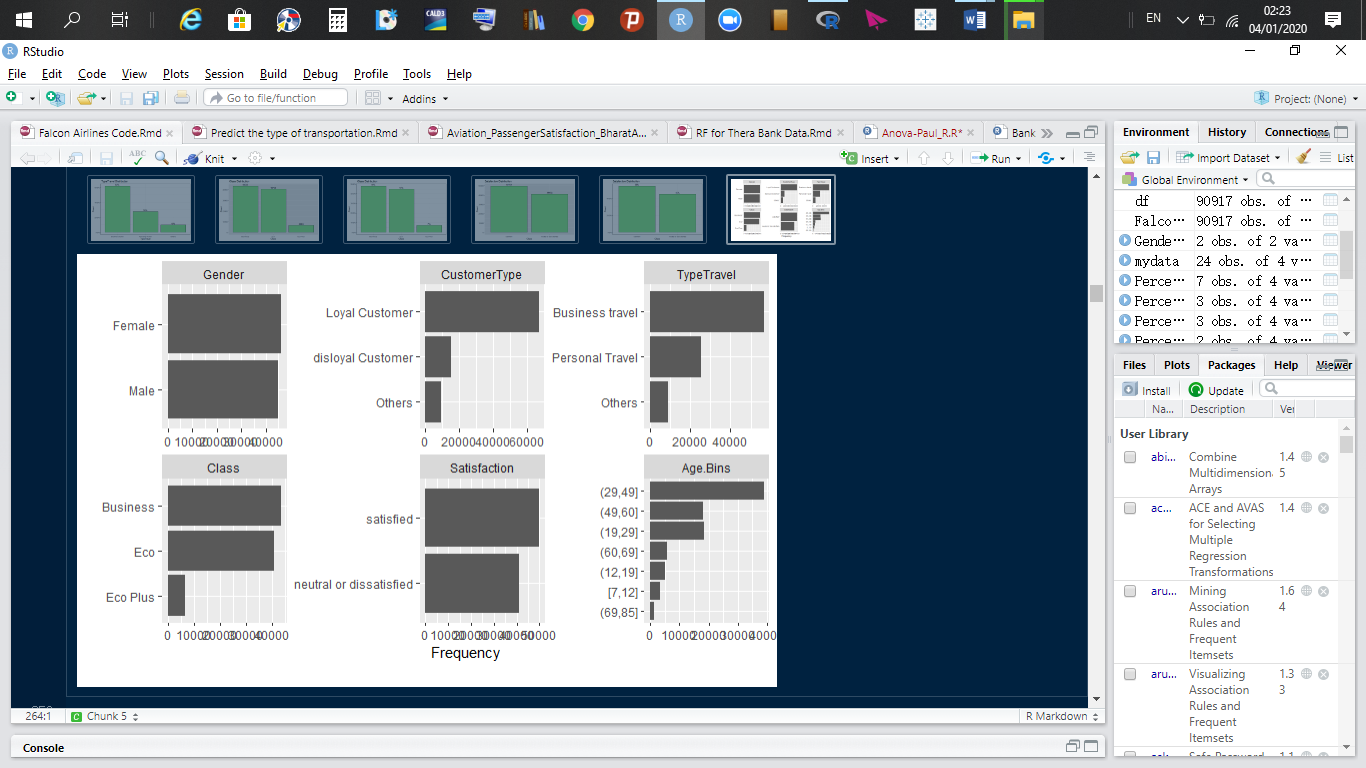 EN
02:23
04/01/2020
RStudio
File Edit Code View Plots Session Build Debug Profile Tools Help
Go to file/function
Addins
Project: (None)
Falcon Airlines Code.Rmd
Predict the type of transportation.Rmd
Aviation_PassengerSatisfaction_BharatA...
RF for Thera Bank Data.Rmd
Anova-Paul_R.R*
Bank
ABC
Knit
Insert
Run
Gender
Female
Male
0 10000 20000 30000 40000
CustomerType
Loyal Customer
disloyal Customer
Others
0 20000 40000 60000
TypeTravel
Business travel
Personal Travel
Others
0 20000 40000
Class
Business
Eco
Eco Plus
0 10000 20000 30000 40000
Satisfaction
satisfied
neutral or dissatisfied
0 10000 20000 30000 40000 50000
Age.Bins
(29,49]
(49,60]
(19,29]
(60,69]
(12,19]
[7,12]
(69,85]
0 10000 20000 30000 40000
Frequency
264:1
Chunk 5
R Markdown
Console
Environment History Connections
Import Dataset
List
Global Environment
df 90917 obs. of …
Falco… 90917 obs. of …
Gende… 2 obs. of 2 va…
mydata 24 obs. of 4 v…
Perce… 7 obs. of 4 va…
Perce… 3 obs. of 4 va…
Perce… 3 obs. of 4 va…
Perce… 2 obs. of 4 va…
Files Plots Packages Help Viewer
Install
Update
Na... Description Ver
User Library
abi... Combine 1.4
Multidimension. 5
Arrays
ac... ACE and AVAS 1.4
for Selecting
Multiple
Regression
Transformations
aru... Mining 1.6
Association 4
Rules and
Frequent
Itemsets
aru... Visualizing 1.3
Association 3
Rules and
Frequent
Itemsets